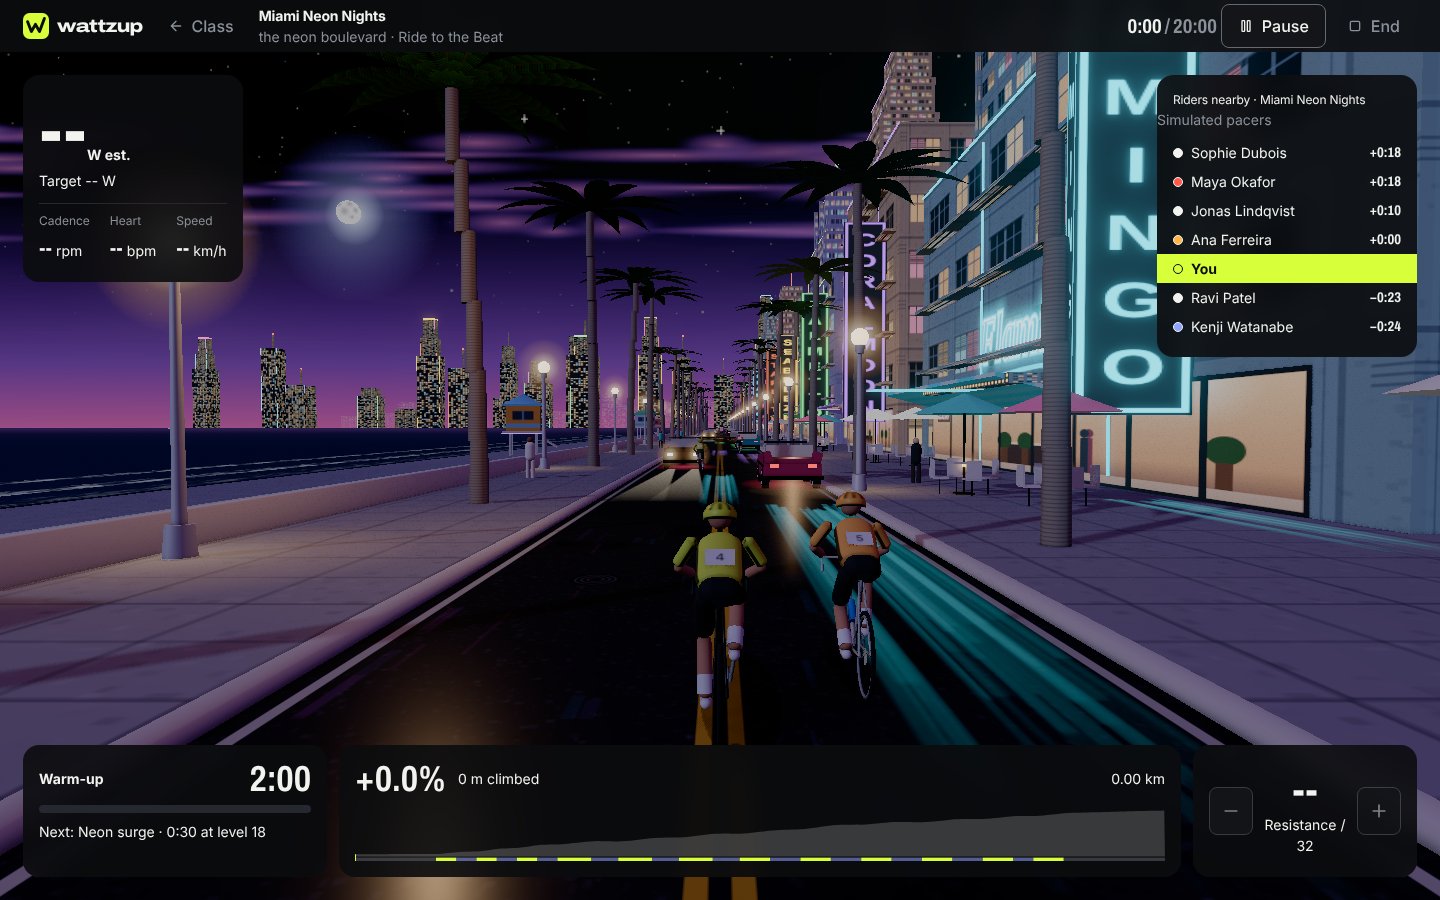 wattzup
Class
Miami Neon Nights
the neon boulevard · Ride to the Beat
0:00 / 20:00
Pause
End
--
W est.
Target -- W
Cadence Heart Speed
-- rpm -- bpm -- km/h
Riders nearby · Miami Neon Nights
Simulated pacers
Sophie Dubois +0:18
Maya Okafor +0:18
Jonas Lindqvist +0:10
Ana Ferreira +0:00
You
Ravi Patel −0:23
Kenji Watanabe −0:24
M
I
N
G
O
4
5
Warm-up 2:00
Next: Neon surge · 0:30 at level 18
+0.0% 0 m climbed 0.00 km
--
Resistance /
32